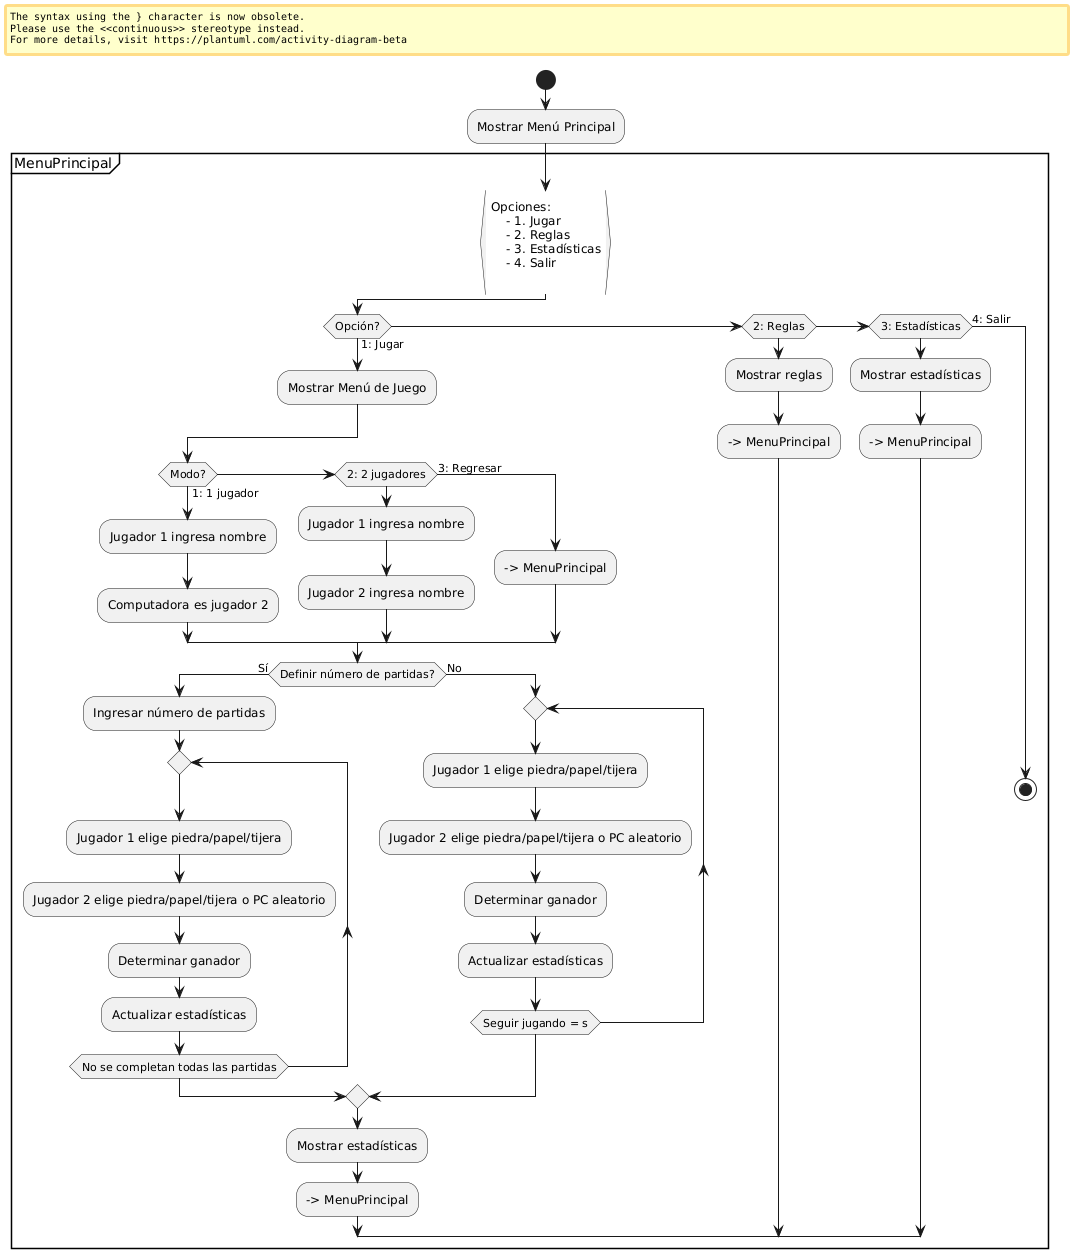 The syntax using the } character is now obsolete.
Please use the <<continuous>> stereotype instead.
For more details, visit https://plantuml.com/activity-diagram-beta
Mostrar Menú Principal
MenuPrincipal
Opciones:
- 1. Jugar
- 2. Reglas
- 3. Estadísticas
- 4. Salir
Opción?
1: Jugar
2: Reglas
3: Estadísticas
4: Salir
Mostrar Menú de Juego
Mostrar reglas
Mostrar estadísticas
-> MenuPrincipal
-> MenuPrincipal
Modo?
1: 1 jugador
2: 2 jugadores
3: Regresar
Jugador 1 ingresa nombre
Computadora es jugador 2
Jugador 1 ingresa nombre
Jugador 2 ingresa nombre
-> MenuPrincipal
Definir número de partidas?
Sí
No
Ingresar número de partidas
Jugador 1 elige piedra/papel/tijera
Jugador 2 elige piedra/papel/tijera o PC aleatorio
Determinar ganador
Actualizar estadísticas
No se completan todas las partidas
Jugador 1 elige piedra/papel/tijera
Jugador 2 elige piedra/papel/tijera o PC aleatorio
Determinar ganador
Actualizar estadísticas
Seguir jugando = s
Mostrar estadísticas
-> MenuPrincipal